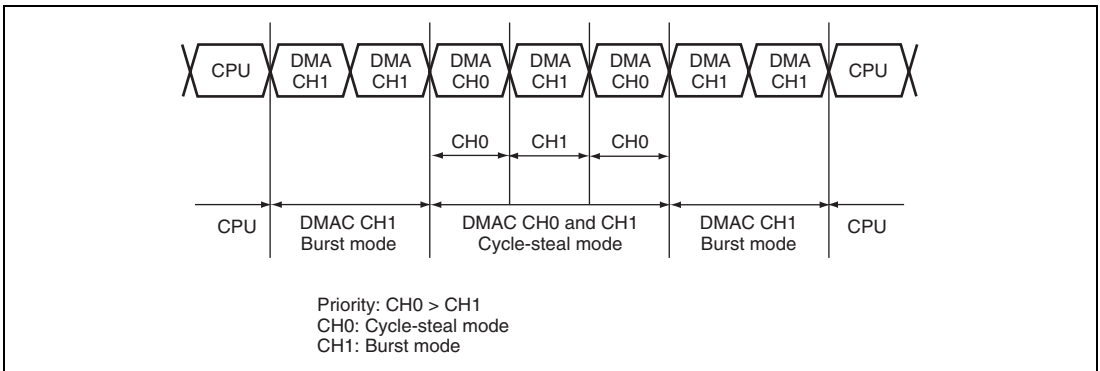 CPU DMA DMA DMA DMA DMA DMA DMA CPU
CH1 CH1 CH0 CH1 CH0 CH1 CH1
CH0 CH1 CH0
CPU DMAC CH1 DMAC CH0 and CH1 DMAC CH1 CPU
Burst mode Cycle-steal mode Burst mode
Priority: CH0 > CH1
CH0: Cycle-steal mode
CH1: Burst mode